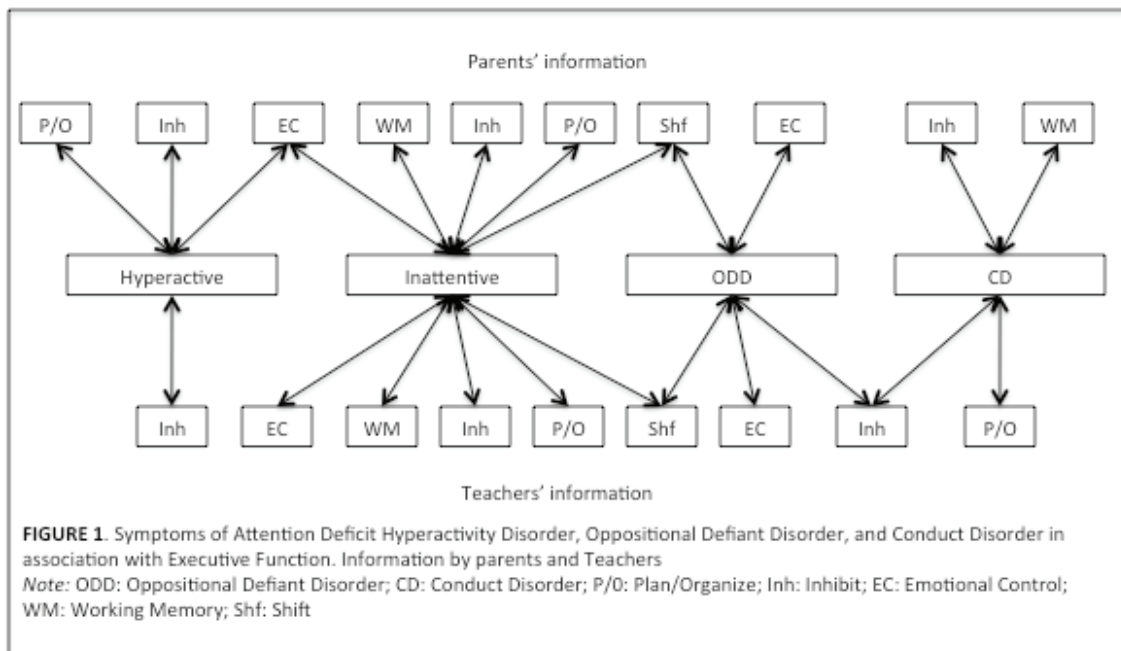 Parents' information
P/O Inh EC WM Inh P/O Shf EC Inh WM
Hyperactive Inattentive ODD CD
Inh EC WM Inh P/O Shf EC Inh P/O
Teachers' information
FIGURE 1. Symptoms of Attention Deficit Hyperactivity Disorder, Oppositional Defiant Disorder, and Conduct Disorder in
association with Executive Function. Information by parents and Teachers
Note: ODD: Oppositional Defiant Disorder; CD: Conduct Disorder; P/0: Plan/Organize; Inh: Inhibit; EC: Emotional Control;
WM: Working Memory; Shf: Shift